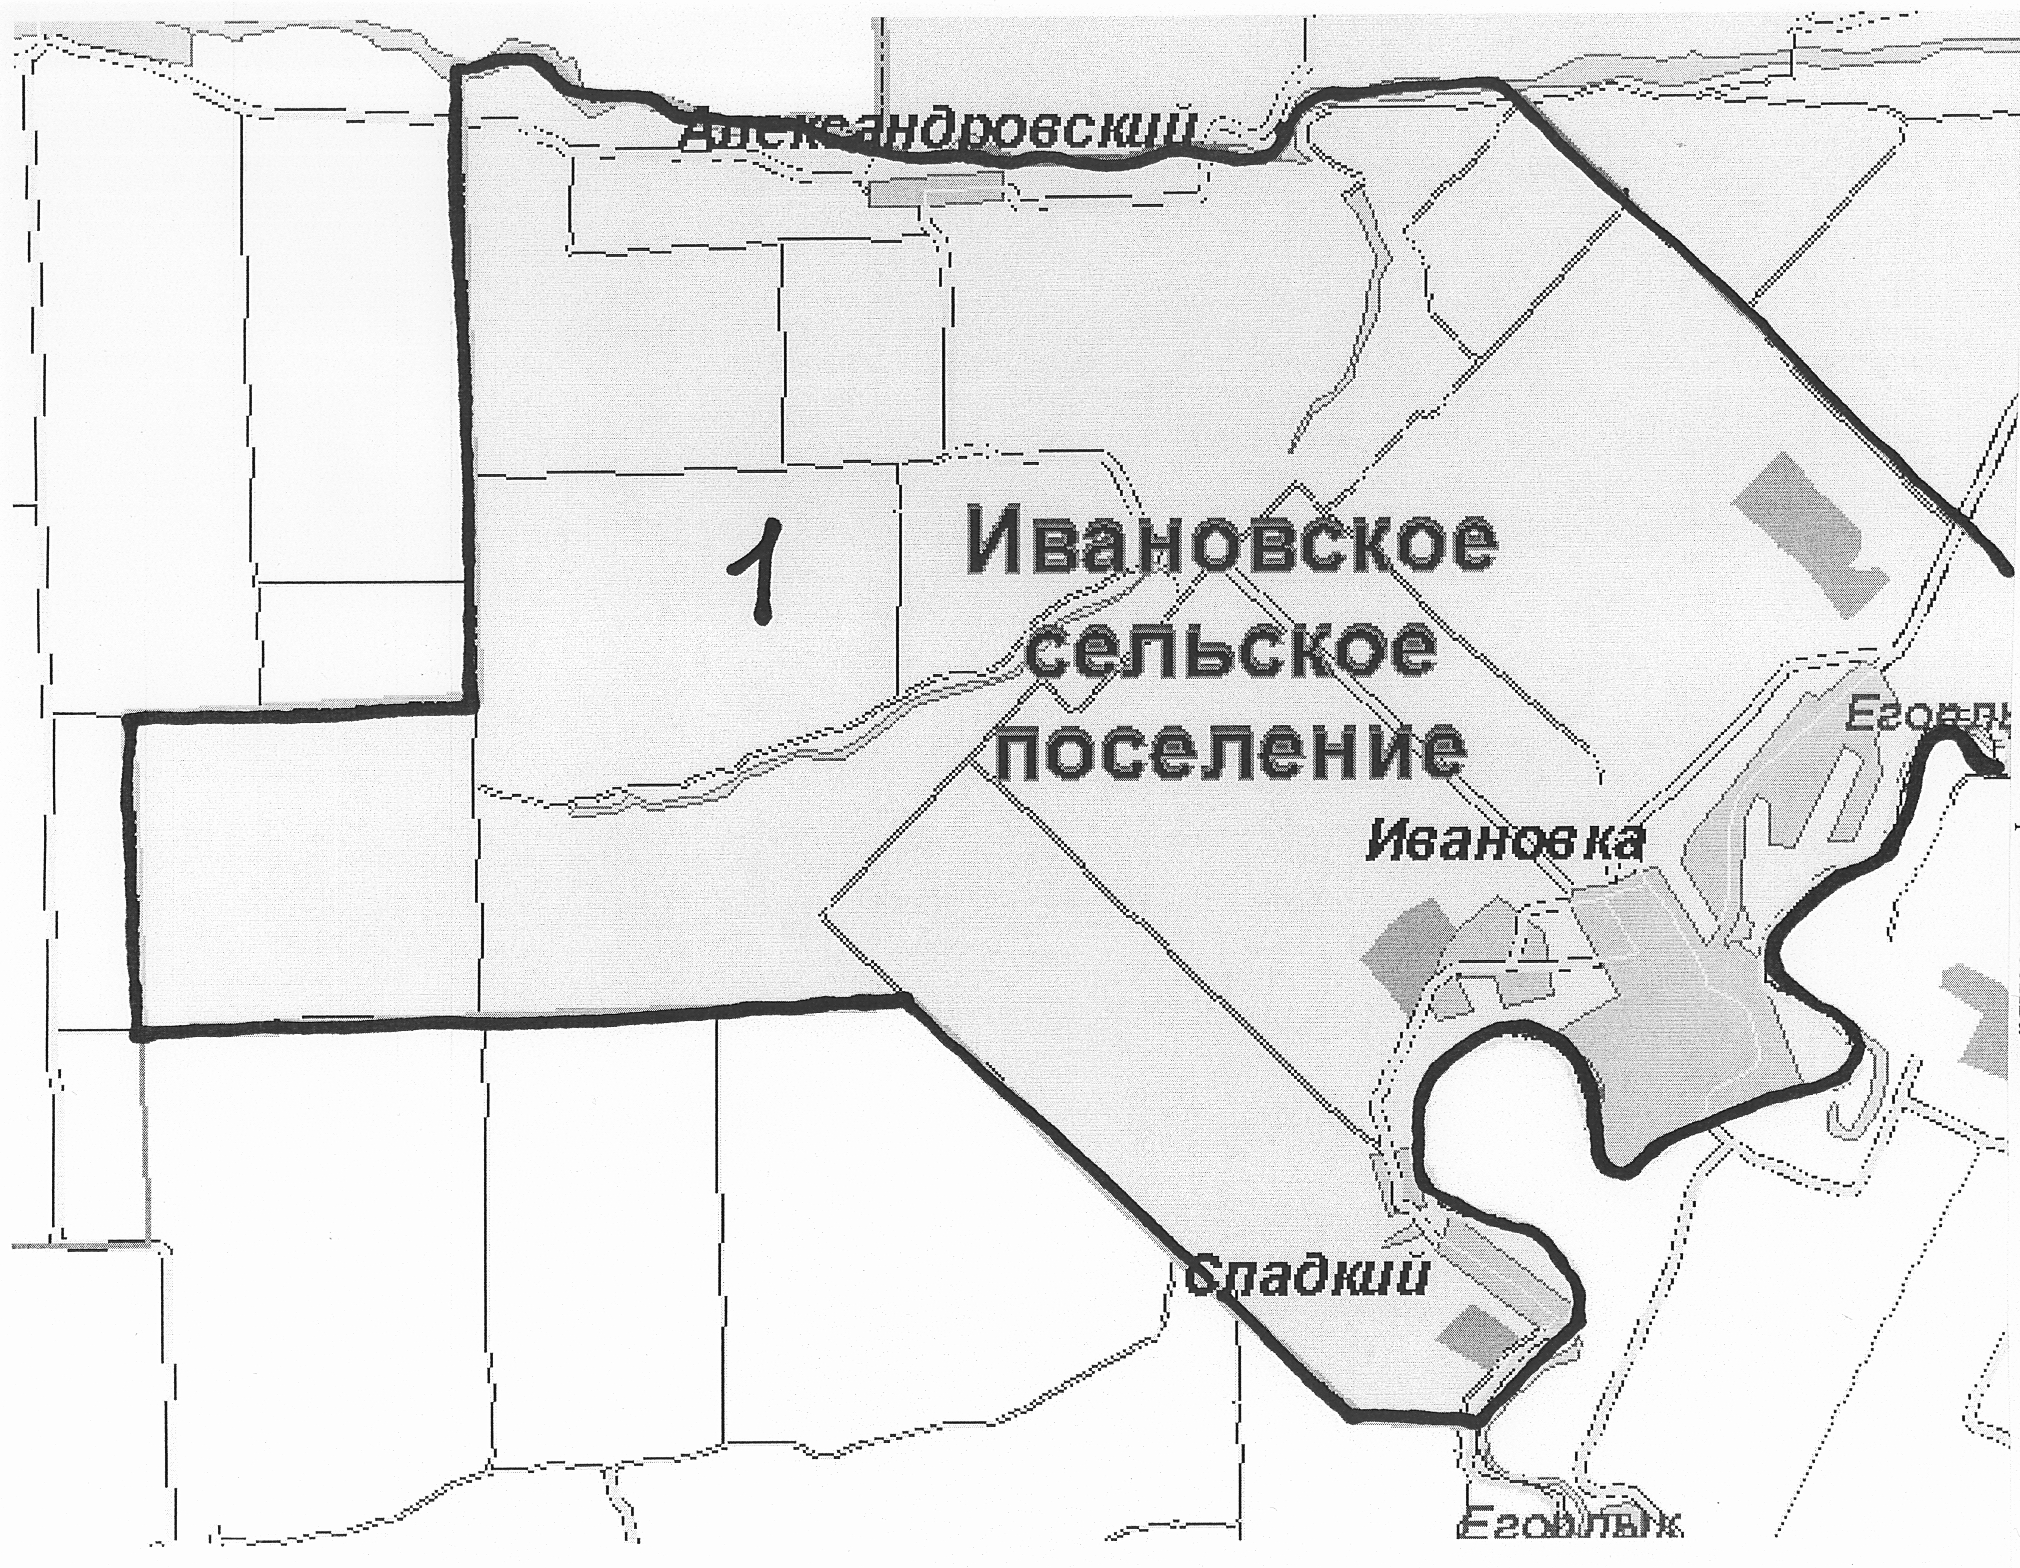 Александровский
1
Ивановское
сельское
поселение
Ивановка
Сладкий
Егорлык